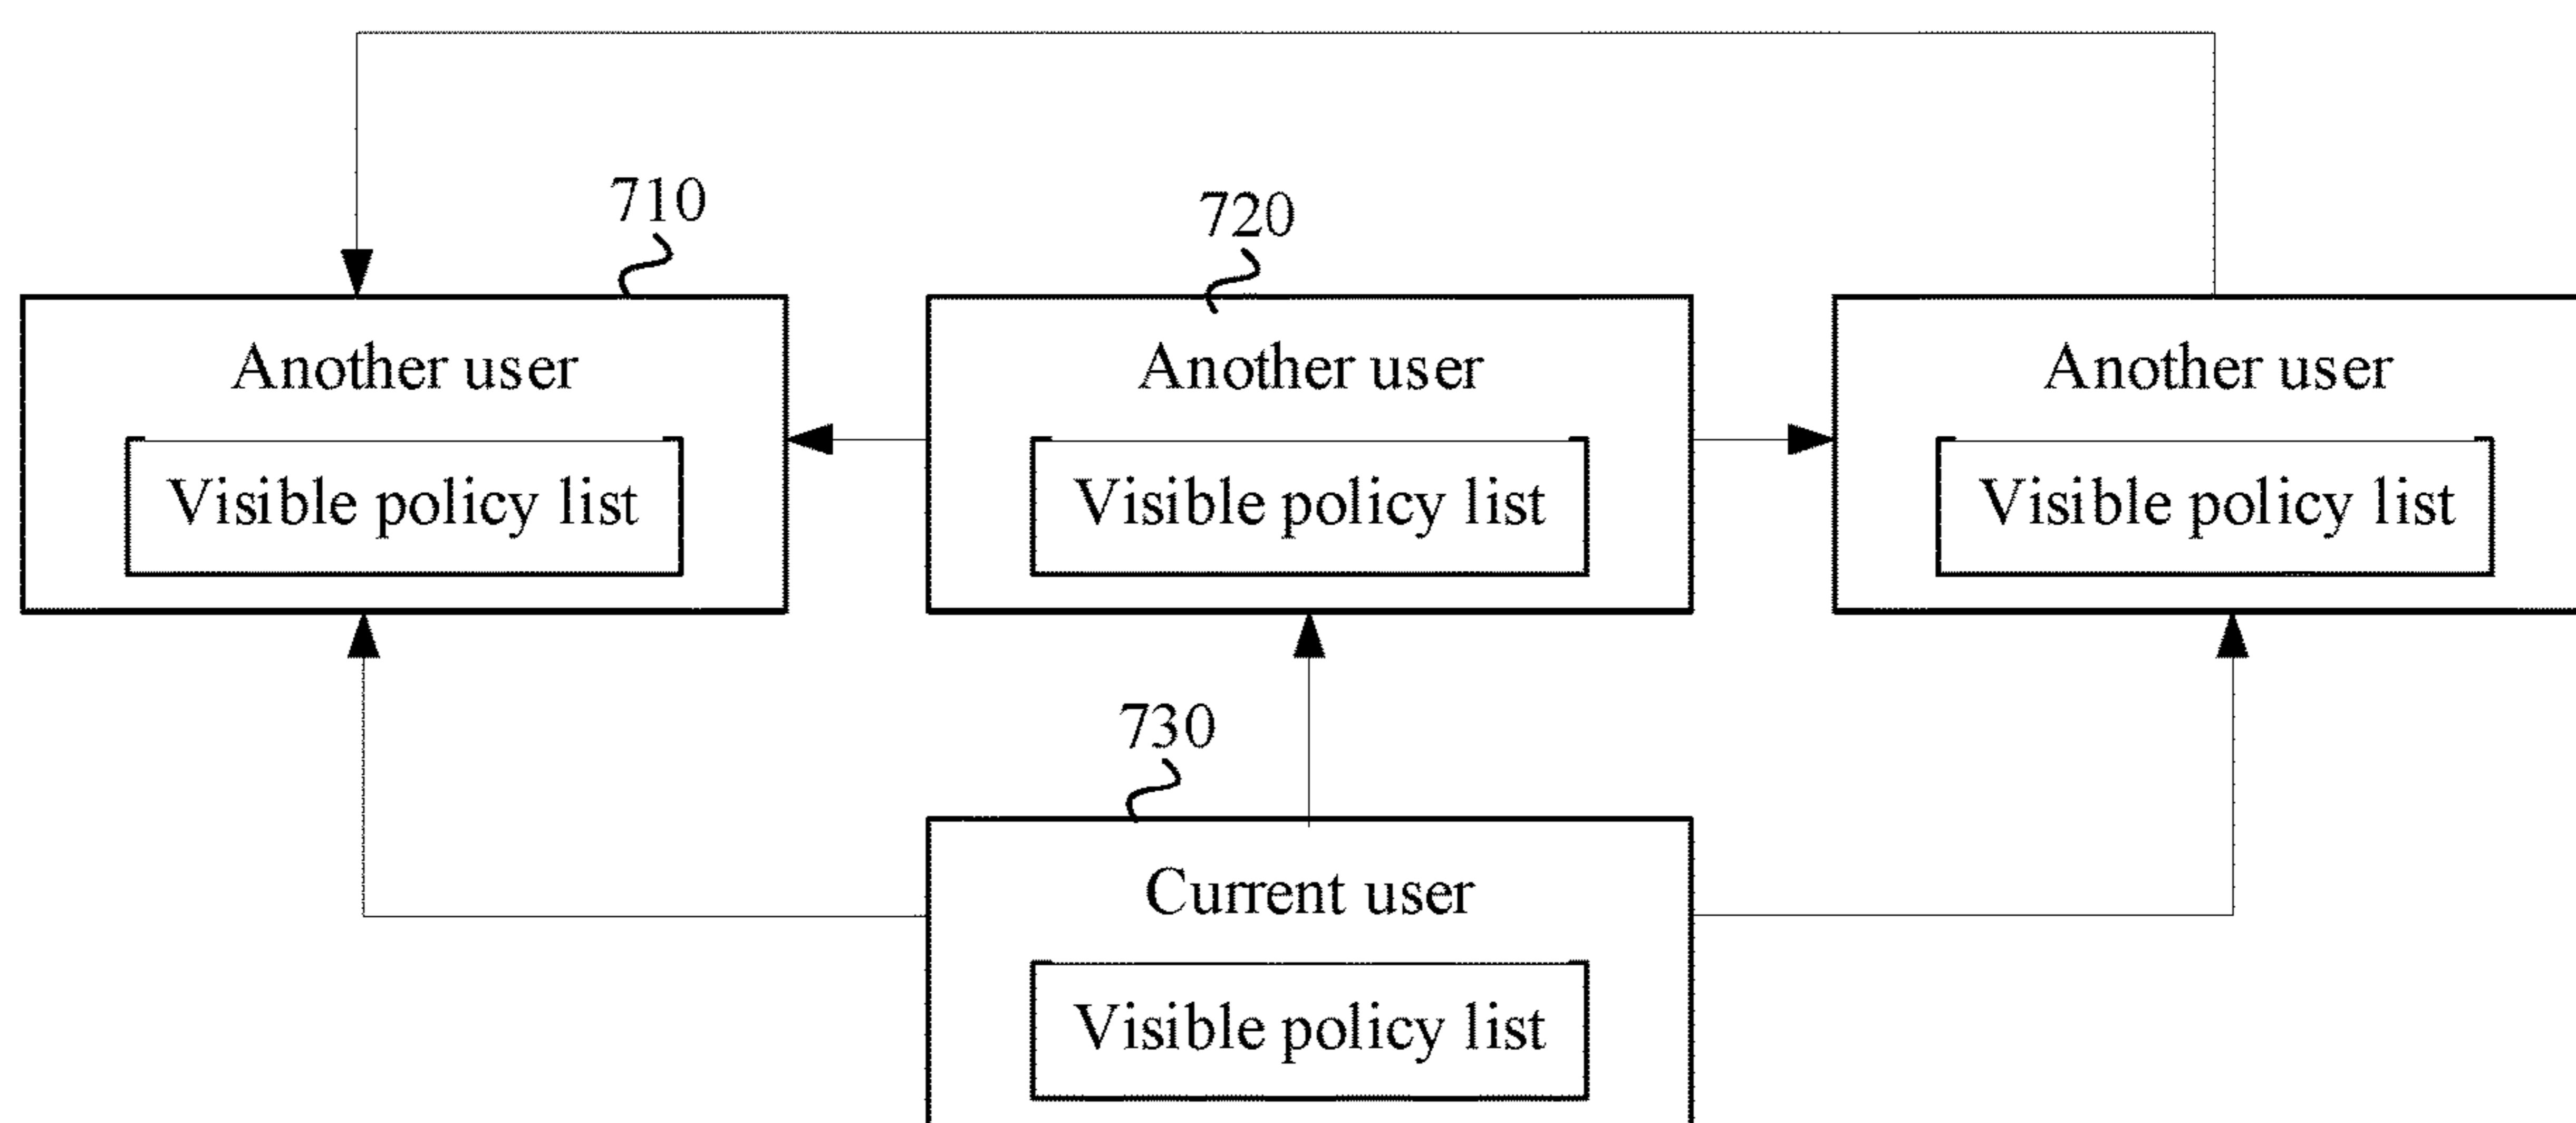 710
720
Another user
Another user
Another user
Visible policy list
Visible policy list
Visible policy list
730
Current user
Visible policy list